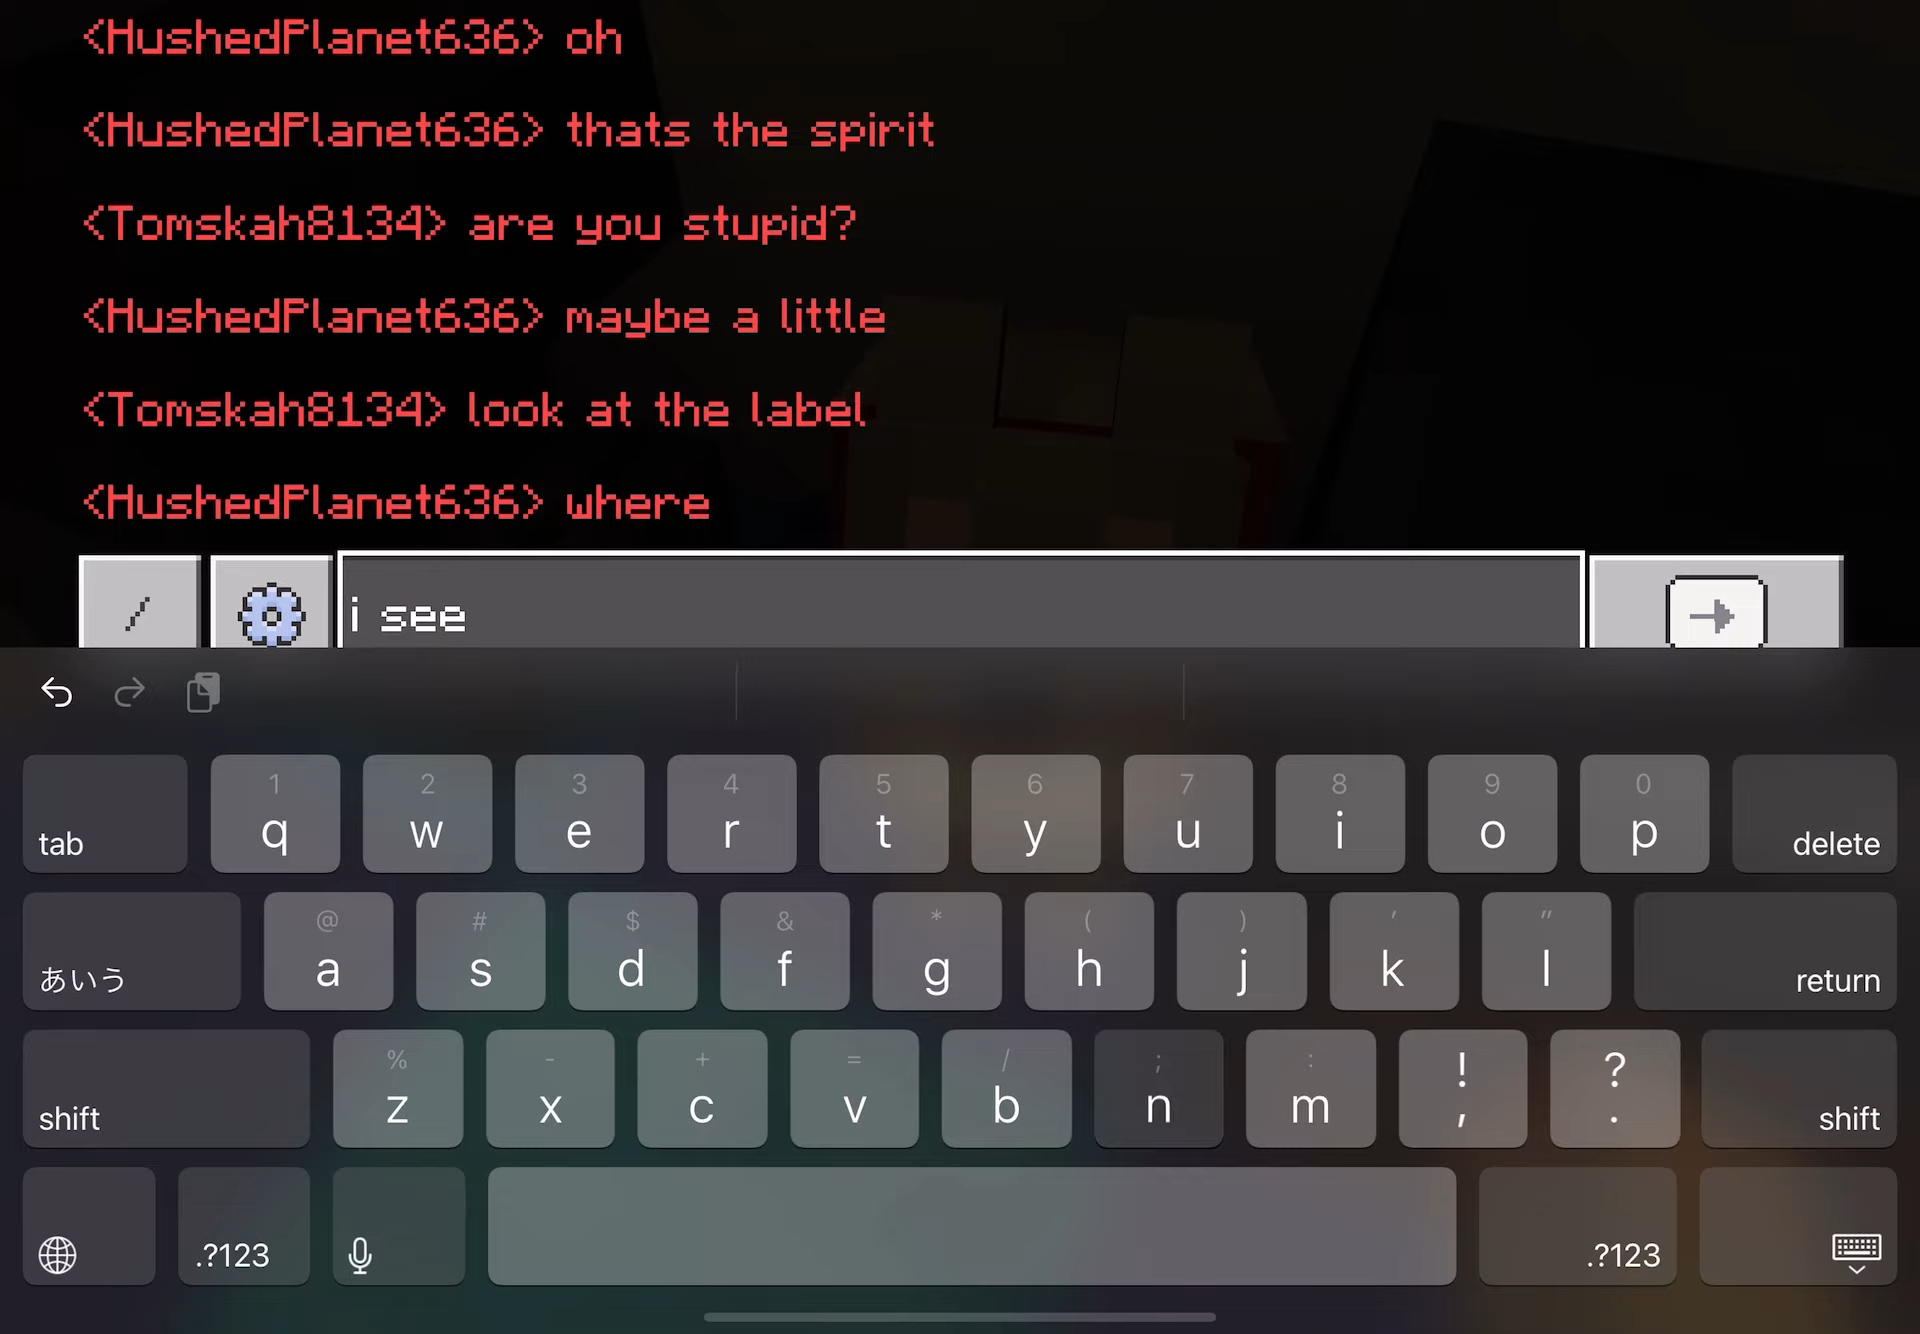 <HushedPlanet636> oh
<HushedPlanet636> thats the spirit
<Tomskah8134> are you stupid?
<HushedPlanet636> maybe a little
<Tomskah8134> look at the label
<HushedPlanet636> where
/ i see
1 2 3 4 5 6 7 8 9 0
tab q w e r t y u i o p delete
@ # $ & * ( ) ' "
あいう a s d f g h j k l return
% - + = / ; : ! ?
shift z x c v b n m , . shift
.?123 .?123